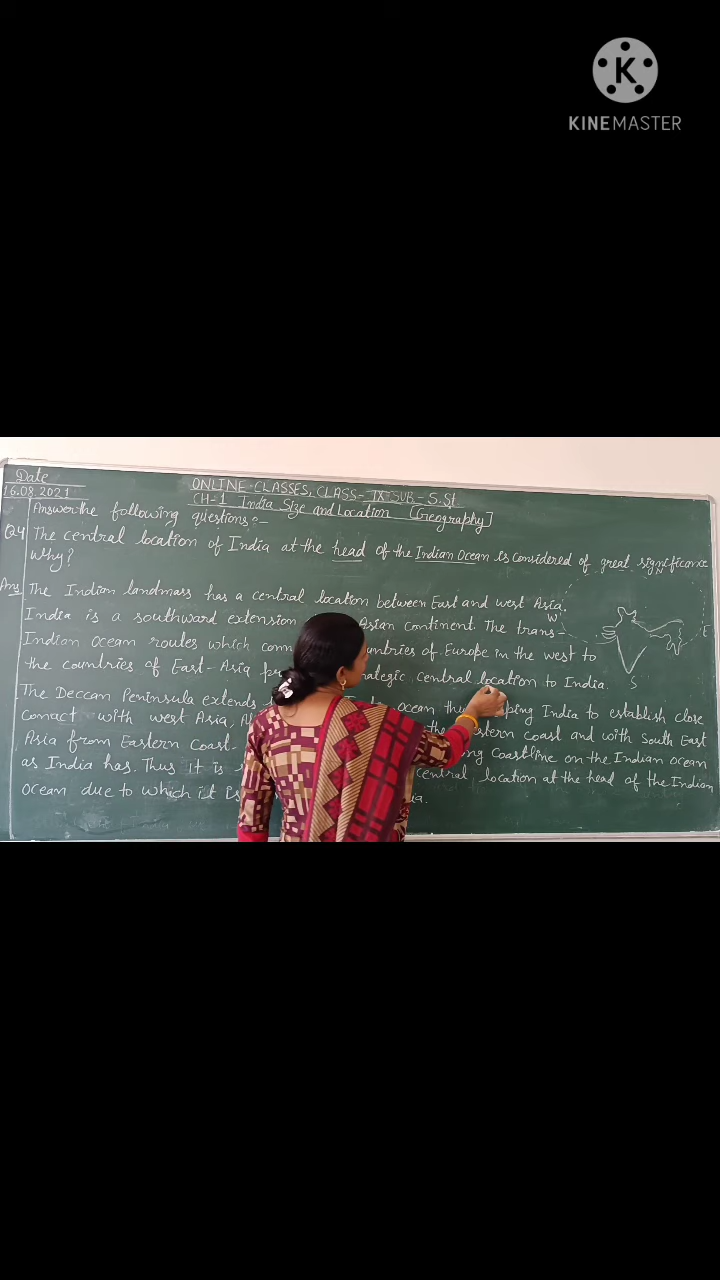 KINEMASTER
Date
16.08.2021
ONLINE CLASSES, CLASS- IX SUB - S.St
CH-1 India Size and Location [Geography]
Answer the following questions:-
Q4 The central location of India at the head of the Indian Ocean is considered of great significance
Why?
Ans The Indian landmass has a central location between East and west Asia.
India is a southward extension Asian continent. The trans-
Indian ocean routes which countries of Europe in the west to
the countries of East-Asia central location to India.
The Deccan Peninsula extends ocean thus India to establish close
contact with west Asia, the coast and with South East
Asia from Eastern coast. coastline on the Indian ocean
as India has. Thus it is central location at the head of the Indian
ocean due to which it is
N
W
E
S